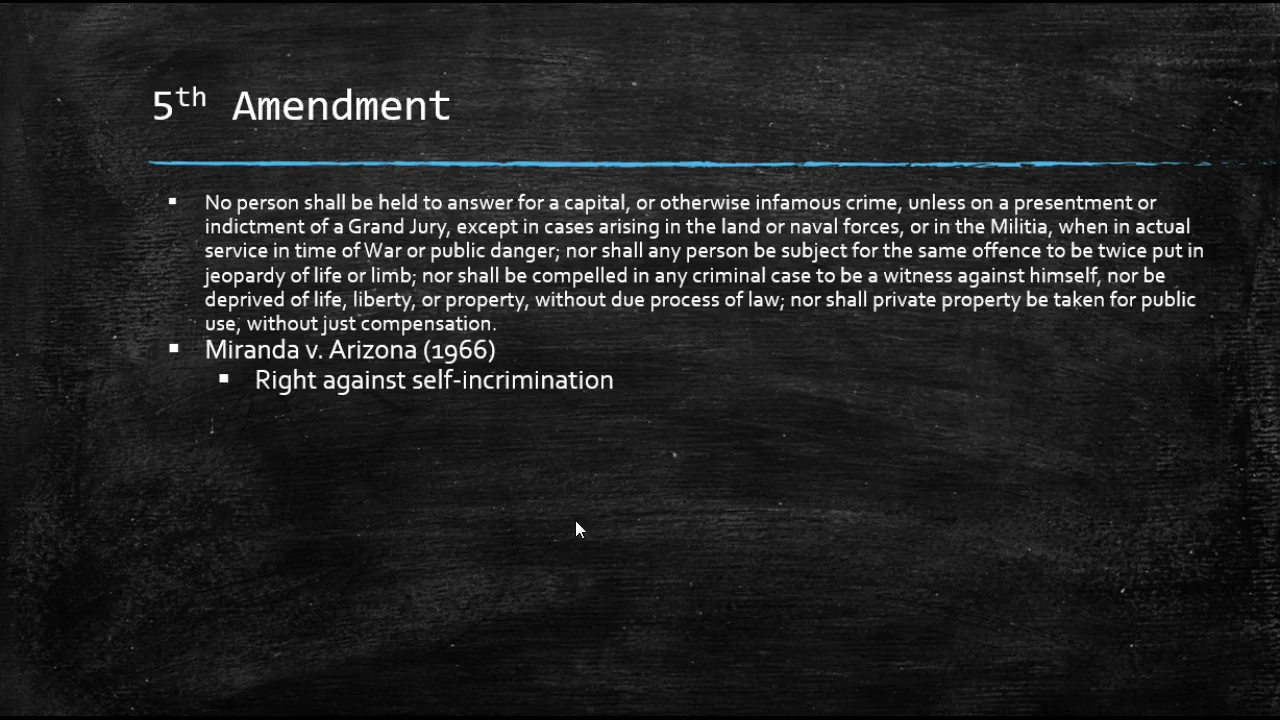 5th Amendment
No person shall be held to answer for a capital, or otherwise infamous crime, unless on a presentment or
indictment of a Grand Jury, except in cases arising in the land or naval forces, or in the Militia, when in actual
service in time of War or public danger; nor shall any person be subject for the same offence to be twice put in
jeopardy of life or limb; nor shall be compelled in any criminal case to be a witness against himself, nor be
deprived of life, liberty, or property, without due process of law; nor shall private property be taken for public
use, without just compensation.
Miranda v. Arizona (1966)
Right against self-incrimination